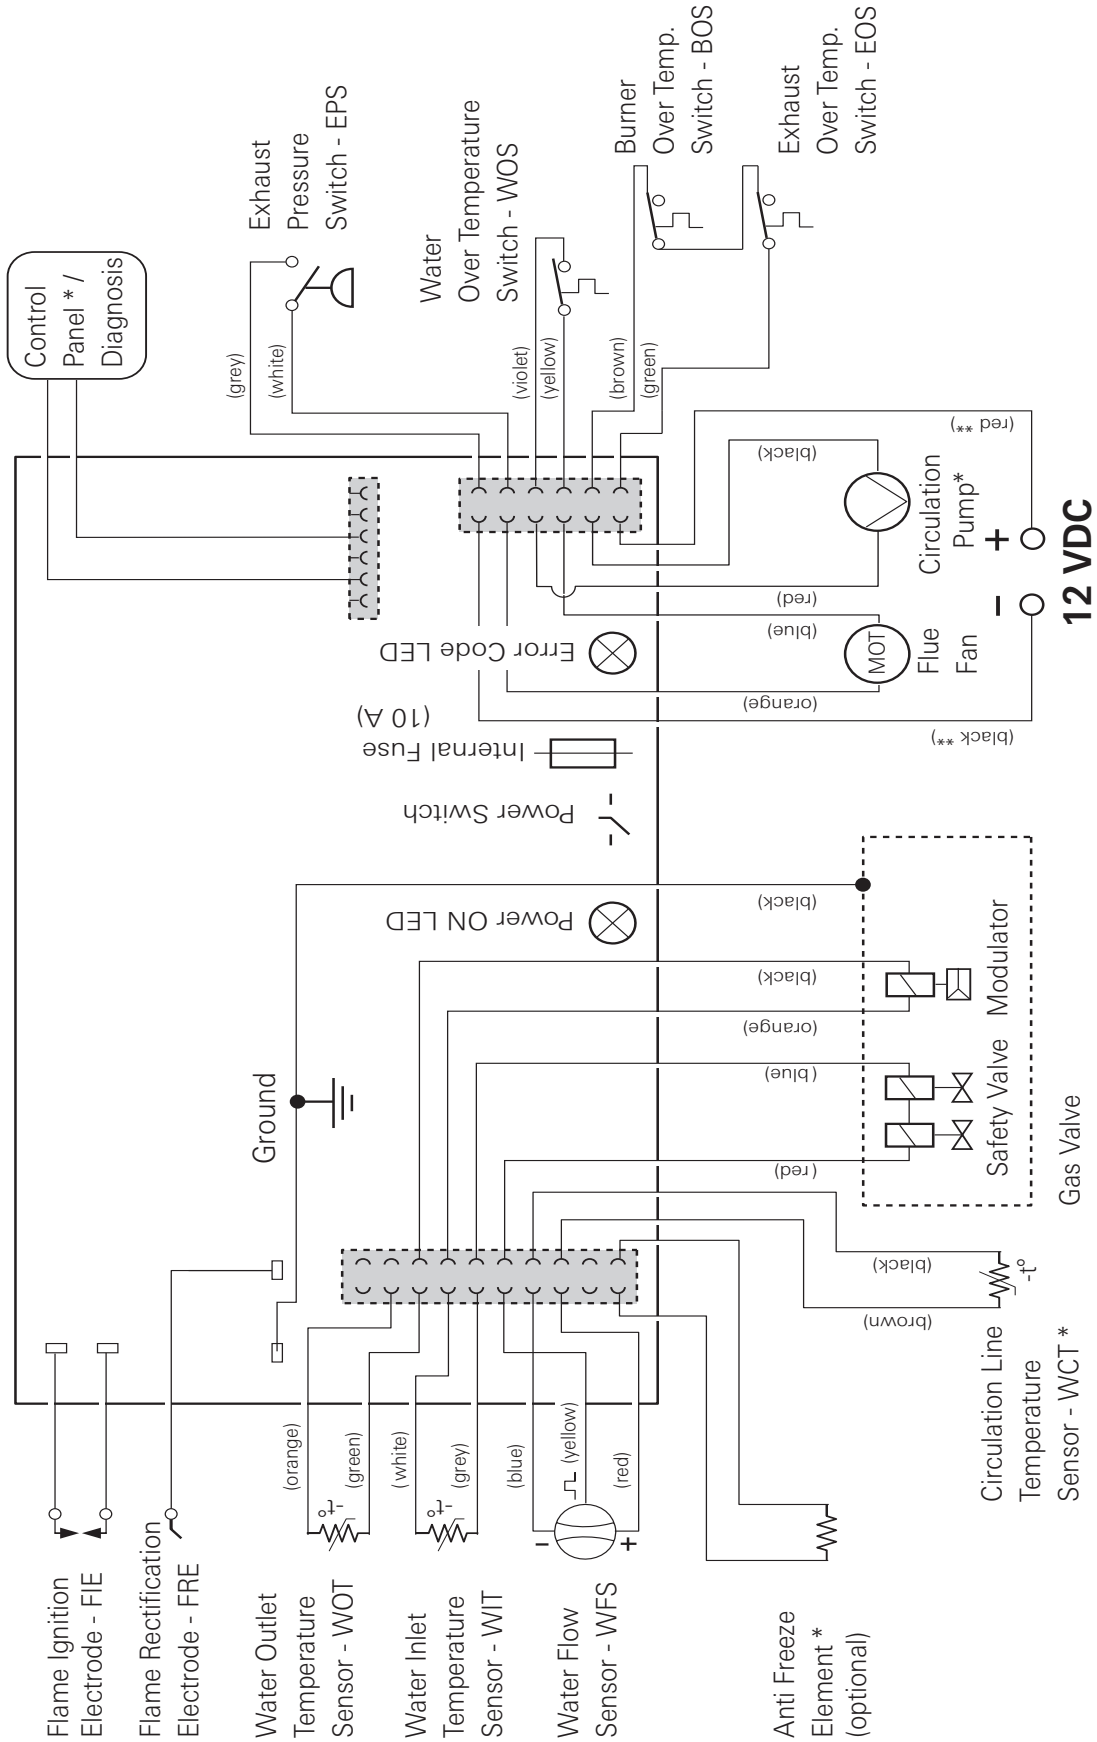 Flame Ignition
Electrode - FIE
Flame Rectification
Electrode - FRE
Water Outlet
Temperature
Sensor - WOT
Water Inlet
Temperature
Sensor - WIT
Water Flow
Sensor - WFS
Anti Freeze
Element *
(optional)
(orange)
(green)
(white)
(grey)
(blue)
(yellow)
(red)
-t°
-t°
–
+
Ground
Control
Panel * /
Diagnosis
Exhaust
Pressure
Switch - EPS
(grey)
(white)
Water
Over Temperature
Switch - WOS
(violet)
(yellow)
Burner
Over Temp.
Switch - BOS
(brown)
(green)
Exhaust
Over Temp.
Switch - EOS
Power ON LED
Power Switch
Internal Fuse
(10 A)
Error Code LED
(black)
(brown)
-t°
Circulation Line
Temperature
Sensor - WCT *
(red)
(blue)
(orange)
(black)
(black)
Safety Valve
Modulator
Gas Valve
(black **)
(orange)
(blue)
(red)
(black)
(red **)
MOT
Flue
Fan
Circulation
Pump*
–
+
12 VDC